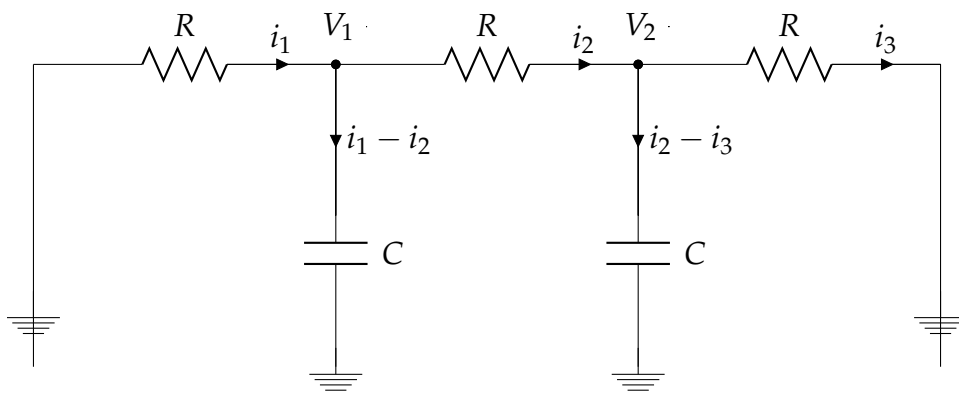 R i₁ V₁ R i₂ V₂ R i₃
i₁ − i₂ i₂ − i₃
C C